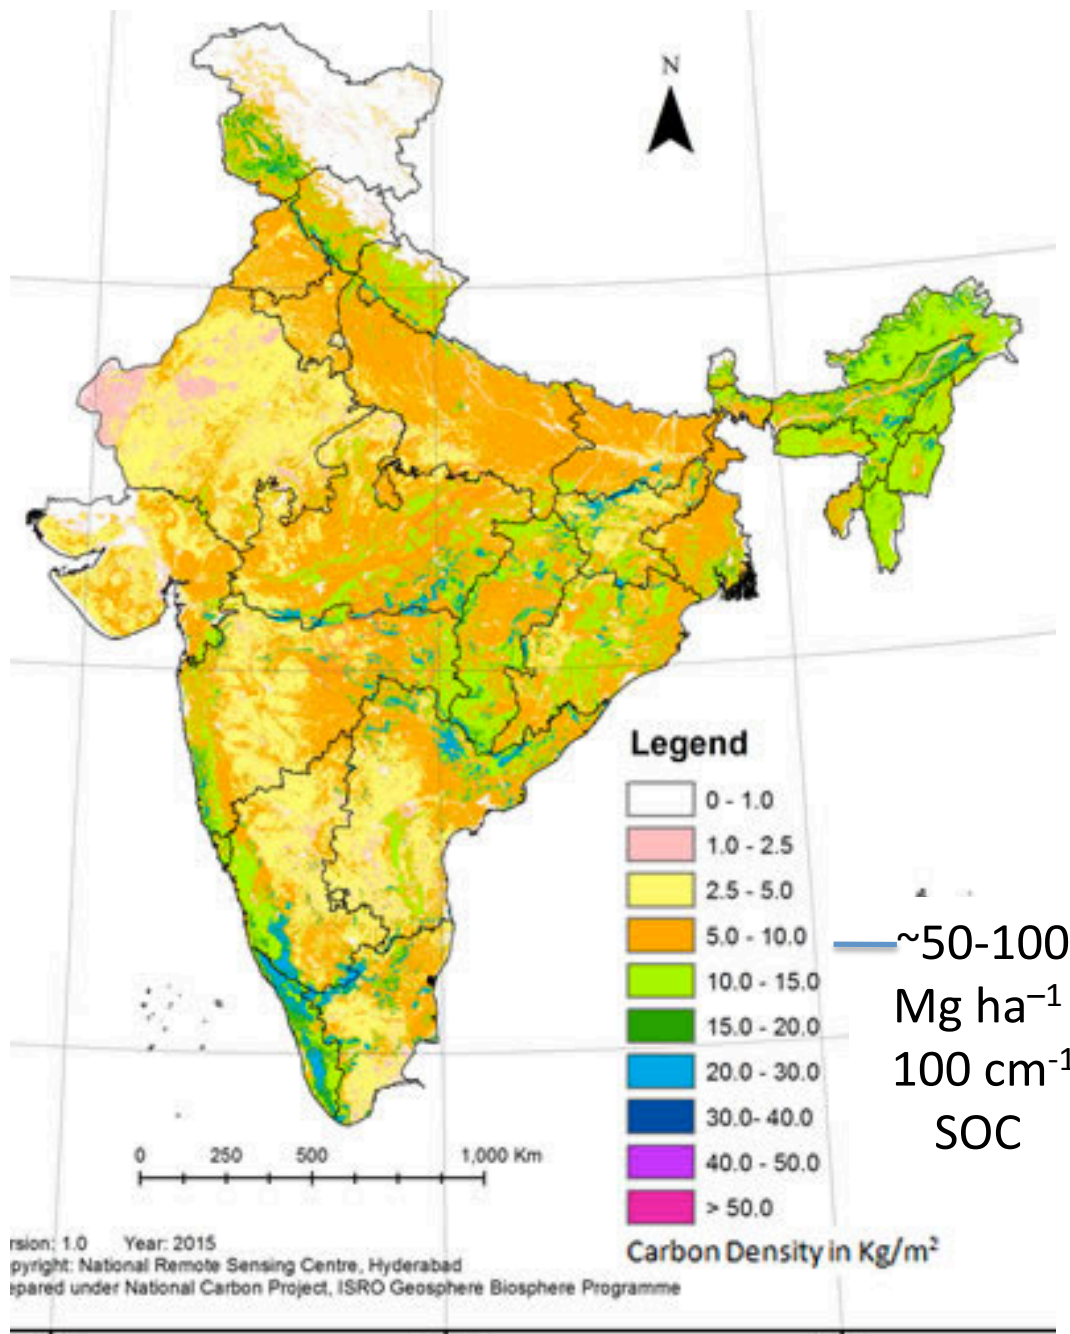 N
Legend
0 - 1.0
1.0 - 2.5
2.5 - 5.0
5.0 - 10.0
10.0 - 15.0
15.0 - 20.0
20.0 - 30.0
30.0- 40.0
40.0 - 50.0
> 50.0
Carbon Density in Kg/m²
~50-100
Mg ha⁻¹
100 cm⁻¹
SOC
0 250 500 1,000 Km
rsion: 1.0 Year: 2015
pyright: National Remote Sensing Centre, Hyderabad
epared under National Carbon Project, ISRO Geosphere Biosphere Programme